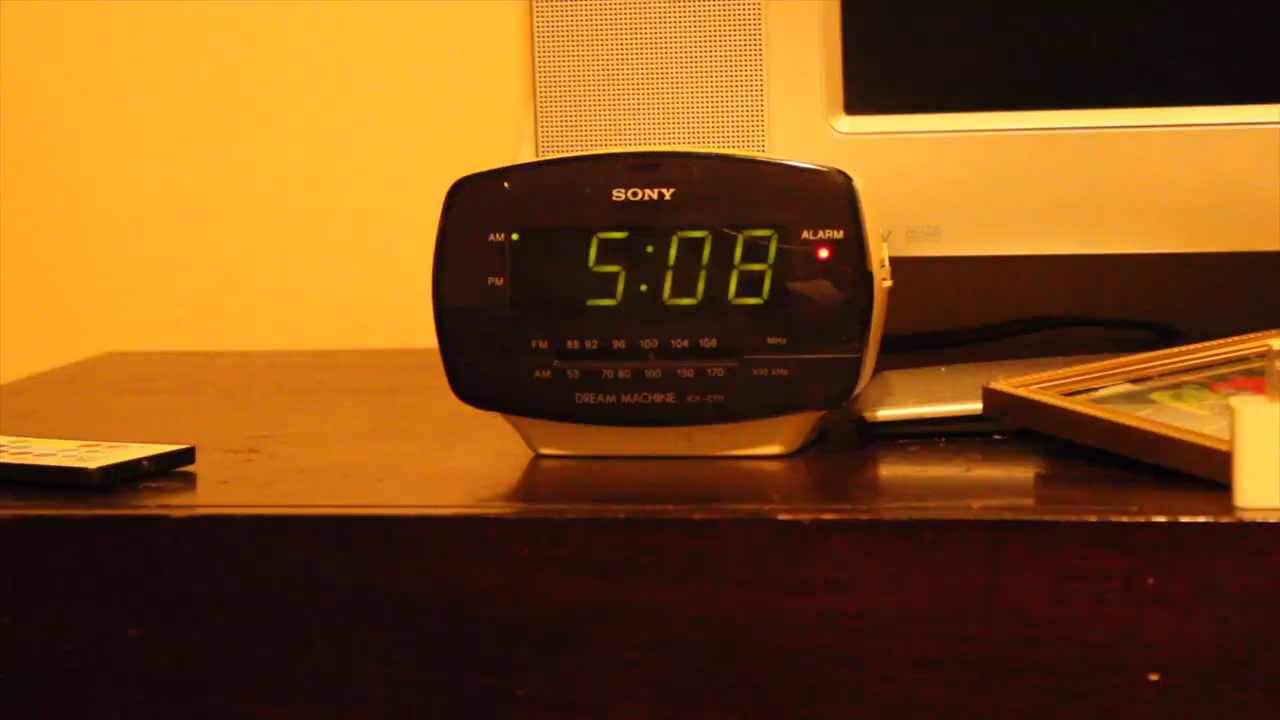 SONY
AM
5:08
ALARM
PM
FM 88 92 96 100 104 108 MHz
AM 53 70 80 100 150 170 X10 kHz
DREAM MACHINE